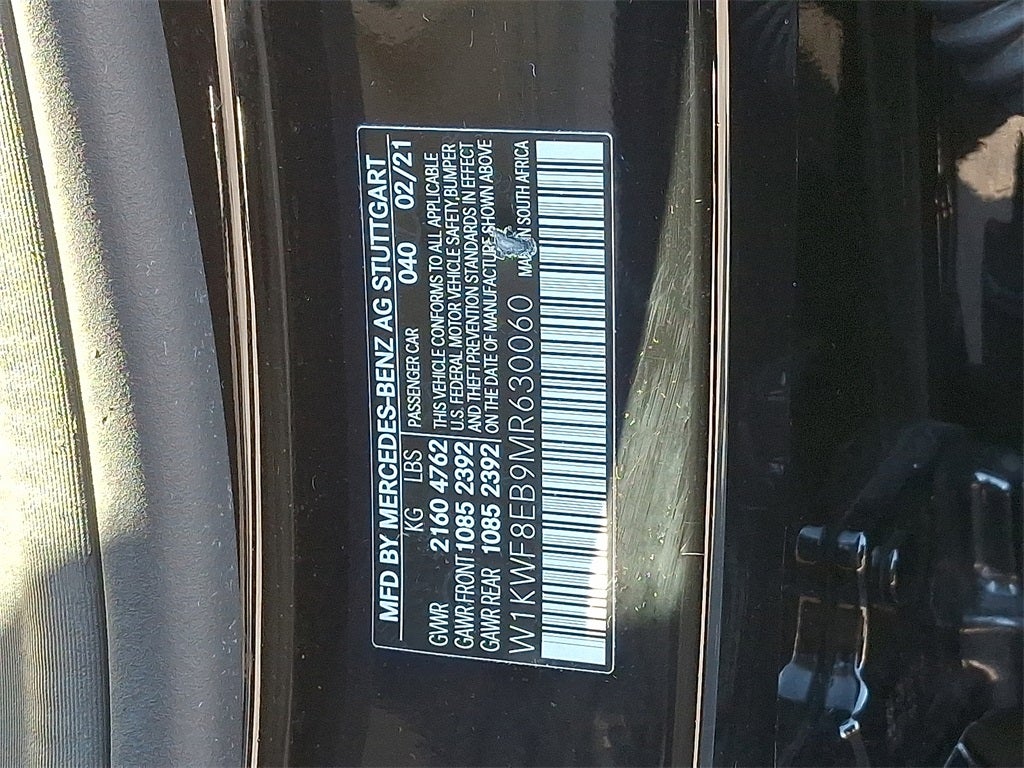 MFD BY MERCEDES-BENZ AG STUTTGART
KG LBS PASSENGER CAR 040 02/21
GVWR 2160 4762
GAWR FRONT 1085 2392
GAWR REAR 1085 2392
THIS VEHICLE CONFORMS TO ALL APPLICABLE
U.S. FEDERAL MOTOR VEHICLE SAFETY, BUMPER
AND THEFT PREVENTION STANDARDS IN EFFECT
ON THE DATE OF MANUFACTURE SHOWN ABOVE
W1KWF8EB9MR630060 IN SOUTH AFRICA